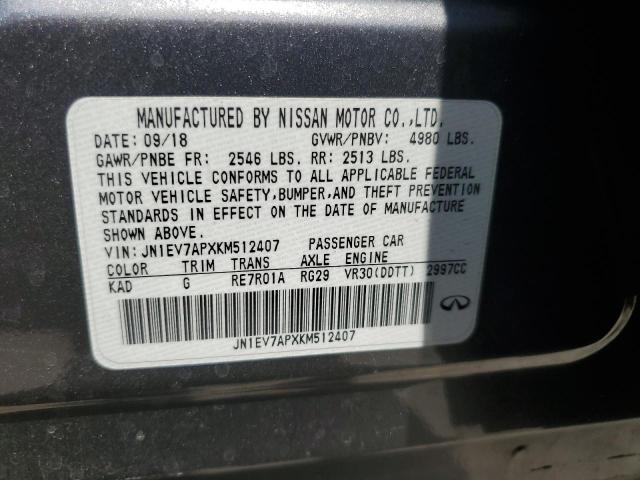 MANUFACTURED BY NISSAN MOTOR CO.,LTD.
DATE: 09/18 GVWR/PNBV: 4980 LBS.
GAWR/PNBE FR: 2546 LBS. RR: 2513 LBS.
THIS VEHICLE CONFORMS TO ALL APPLICABLE FEDERAL
MOTOR VEHICLE SAFETY,BUMPER,AND THEFT PREVENTION
STANDARDS IN EFFECT ON THE DATE OF MANUFACTURE
SHOWN ABOVE.
VIN:JN1EV7APXKM512407 PASSENGER CAR
COLOR TRIM TRANS AXLE ENGINE
KAD G RE7R01A RG29 VR30(DDTT) 2997CC
JN1EV7APXKM512407